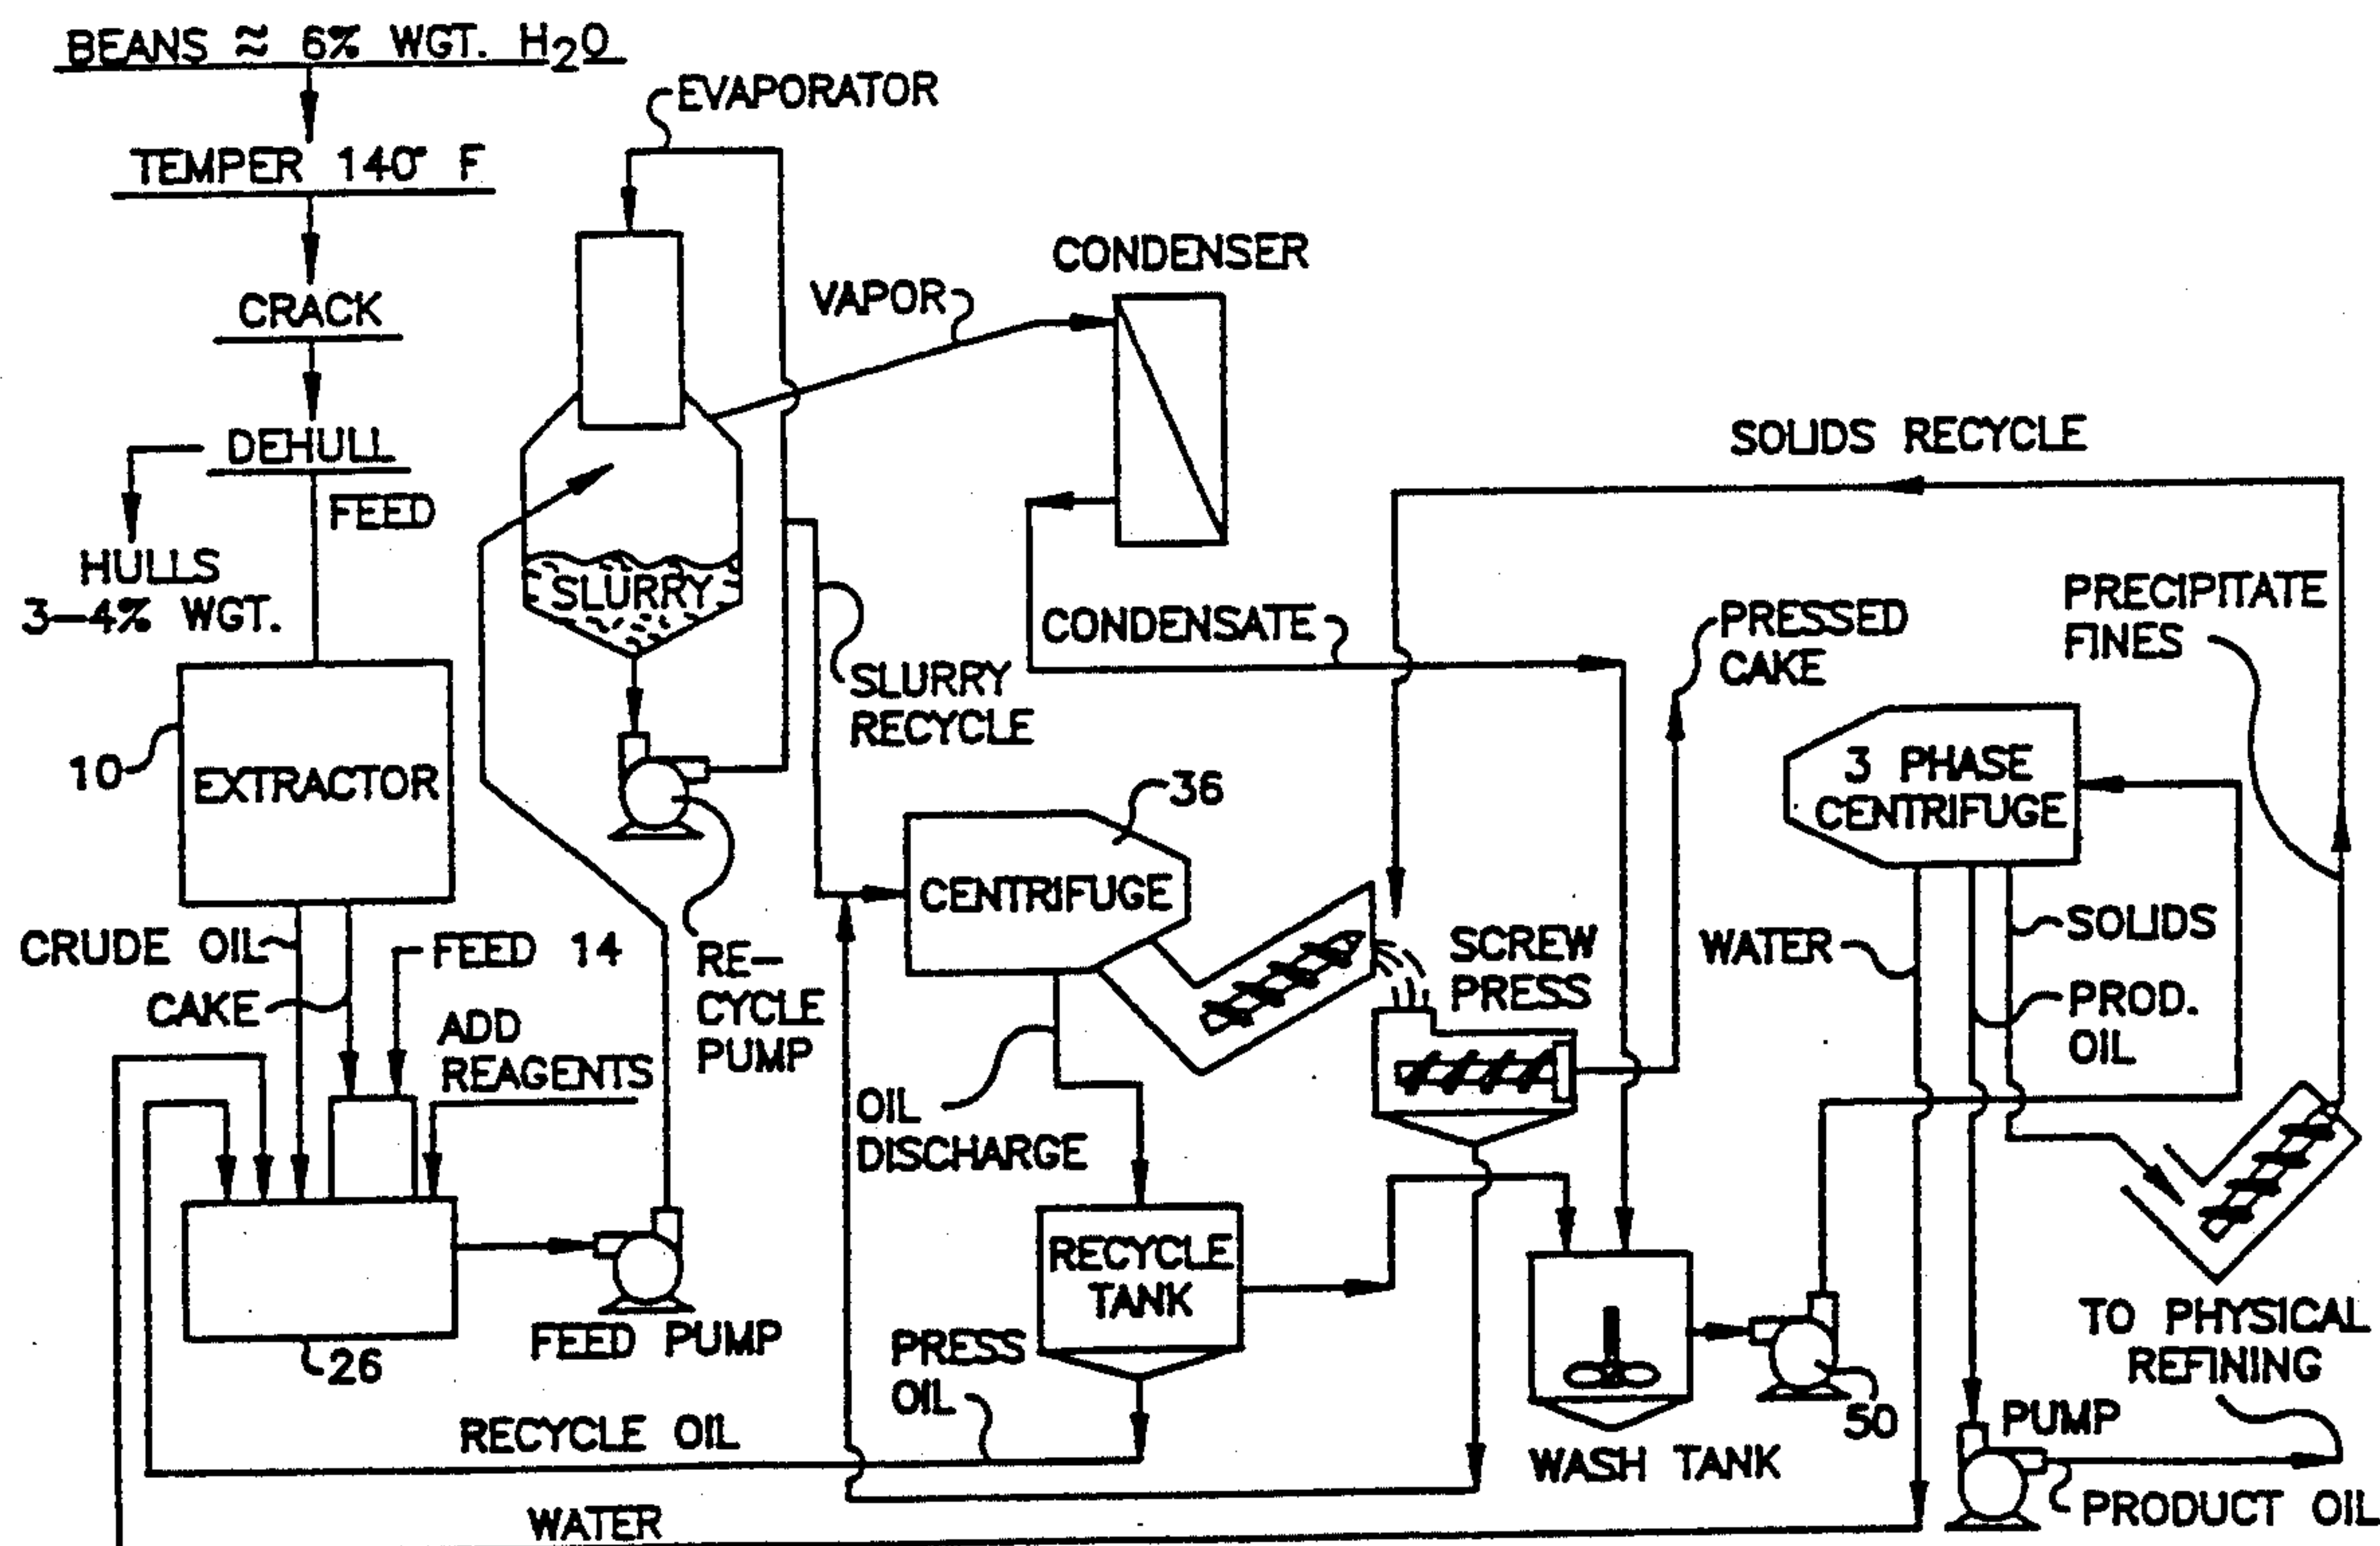 BEANS ≈ 6% WGT. H2O
TEMPER 140° F
CRACK
DEHULL
FEED
HULLS
3-4% WGT.
10
EXTRACTOR
CRUDE OIL
CAKE
FEED 14
ADD
REAGENTS
26
FEED PUMP
EVAPORATOR
SLURRY
VAPOR
CONDENSER
CONDENSATE
SLURRY
RECYCLE
RE-
CYCLE
PUMP
36
CENTRIFUGE
OIL
DISCHARGE
RECYCLE
TANK
PRESS
OIL
RECYCLE OIL
WATER
SOLIDS RECYCLE
PRESSED
CAKE
SCREW
PRESS
WASH TANK
50
PRECIPITATE
FINES
3 PHASE
CENTRIFUGE
WATER
SOLIDS
PROD.
OIL
TO PHYSICAL
REFINING
PUMP
PRODUCT OIL